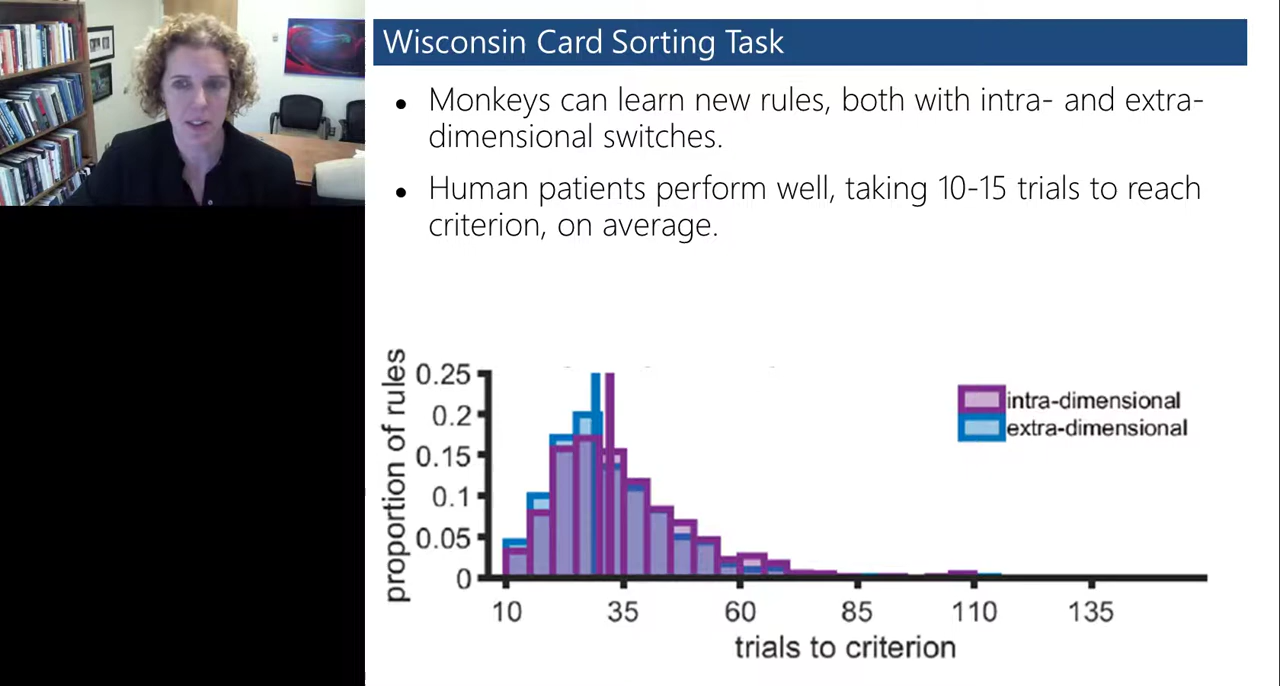 Wisconsin Card Sorting Task
• Monkeys can learn new rules, both with intra- and extra-
dimensional switches.
• Human patients perform well, taking 10-15 trials to reach
criterion, on average.
proportion of rules
0.25
0.2
0.15
0.1
0.05
0
intra-dimensional
extra-dimensional
10 35 60 85 110 135
trials to criterion